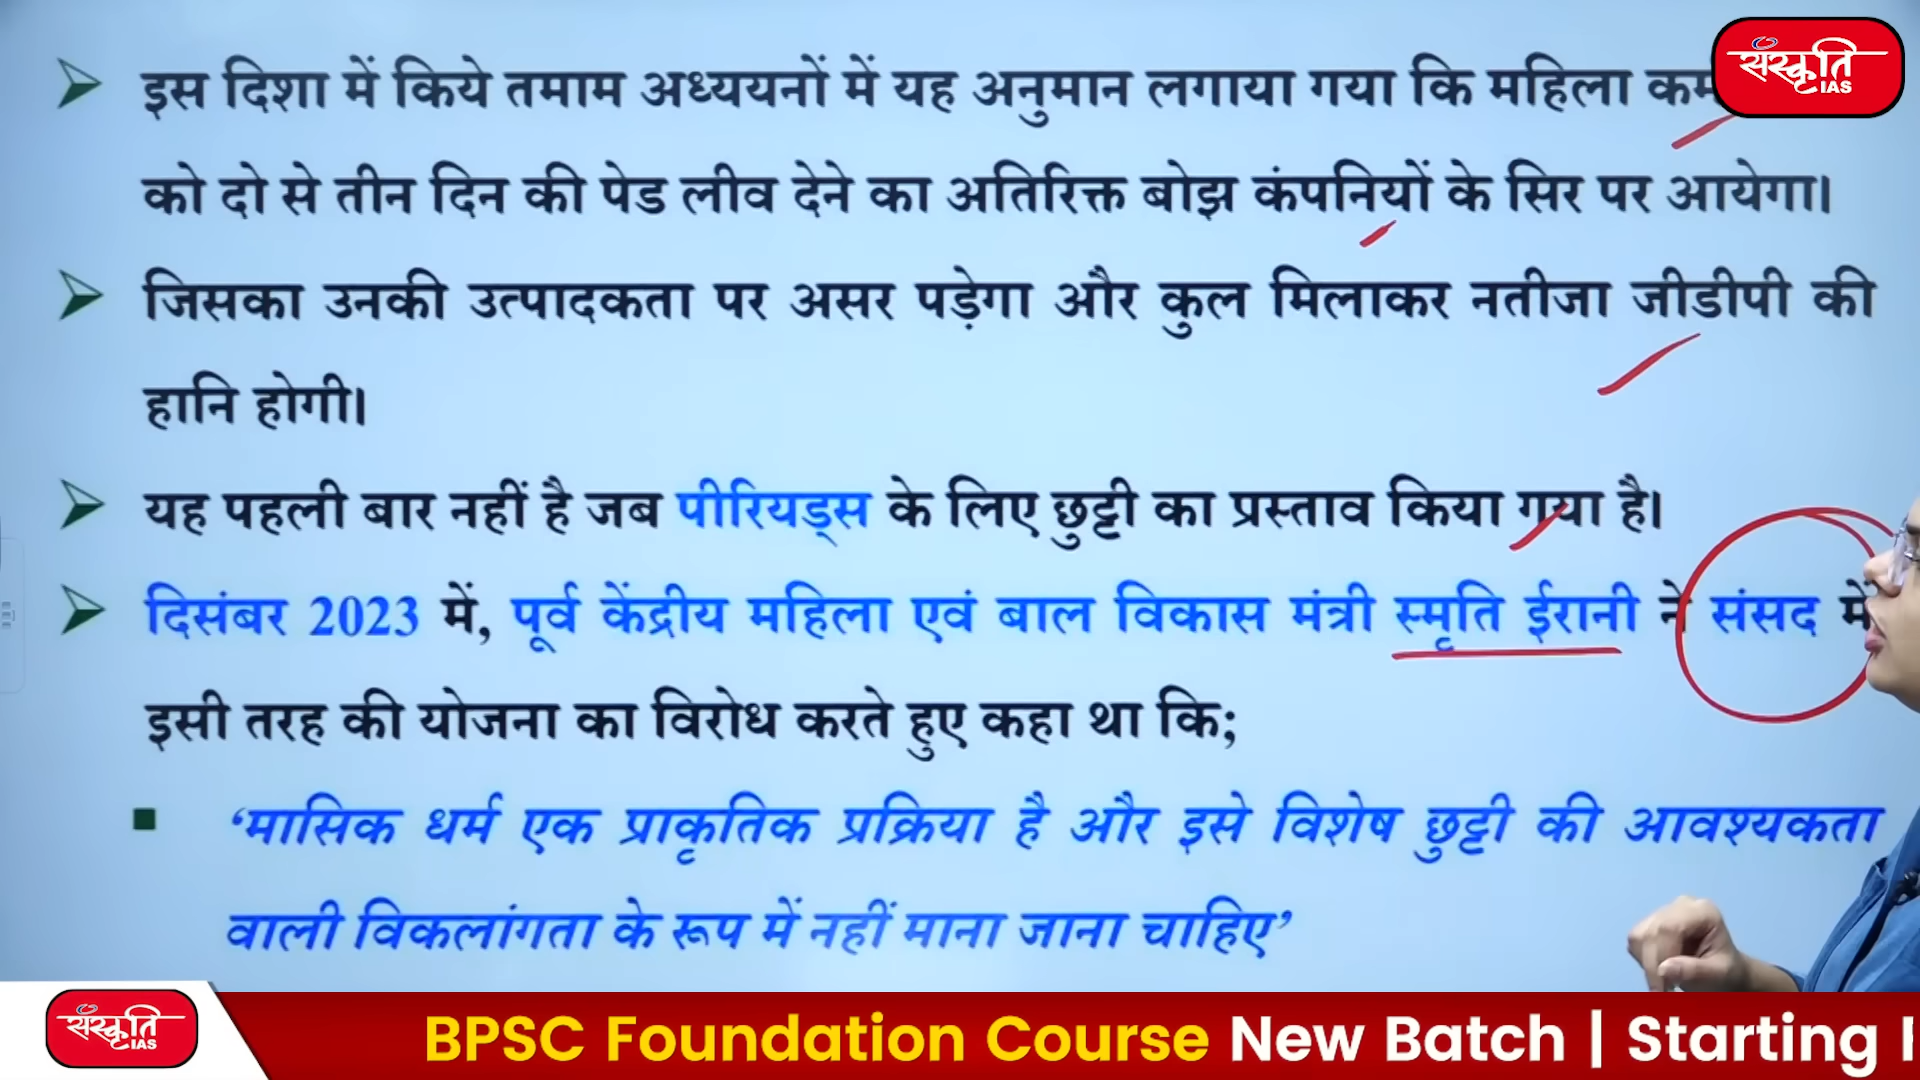 इस दिशा में किये तमाम अध्ययनों में यह अनुमान लगाया गया कि महिला
को दो से तीन दिन की पेड लीव देने का अतिरिक्त बोझ कंपनियों के सिर पर आयेगा।
जिसका उनकी उत्पादकता पर असर पड़ेगा और कुल मिलाकर नतीजा जीडीपी की
हानि होगी।
यह पहली बार नहीं है जब पीरियड्स के लिए छुट्टी का प्रस्ताव किया गया है।
दिसंबर 2023 में, पूर्व केंद्रीय महिला एवं बाल विकास मंत्री स्मृति ईरानी ने संसद में
इसी तरह की योजना का विरोध करते हुए कहा था कि;
‘मासिक धर्म एक प्राकृतिक प्रक्रिया है और इसे विशेष छुट्टी की आवश्यकता
वाली विकलांगता के रूप में नहीं माना जाना चाहिए’
संस्कृति
IAS
संस्कृति
IAS
BPSC Foundation Course New Batch | Starting